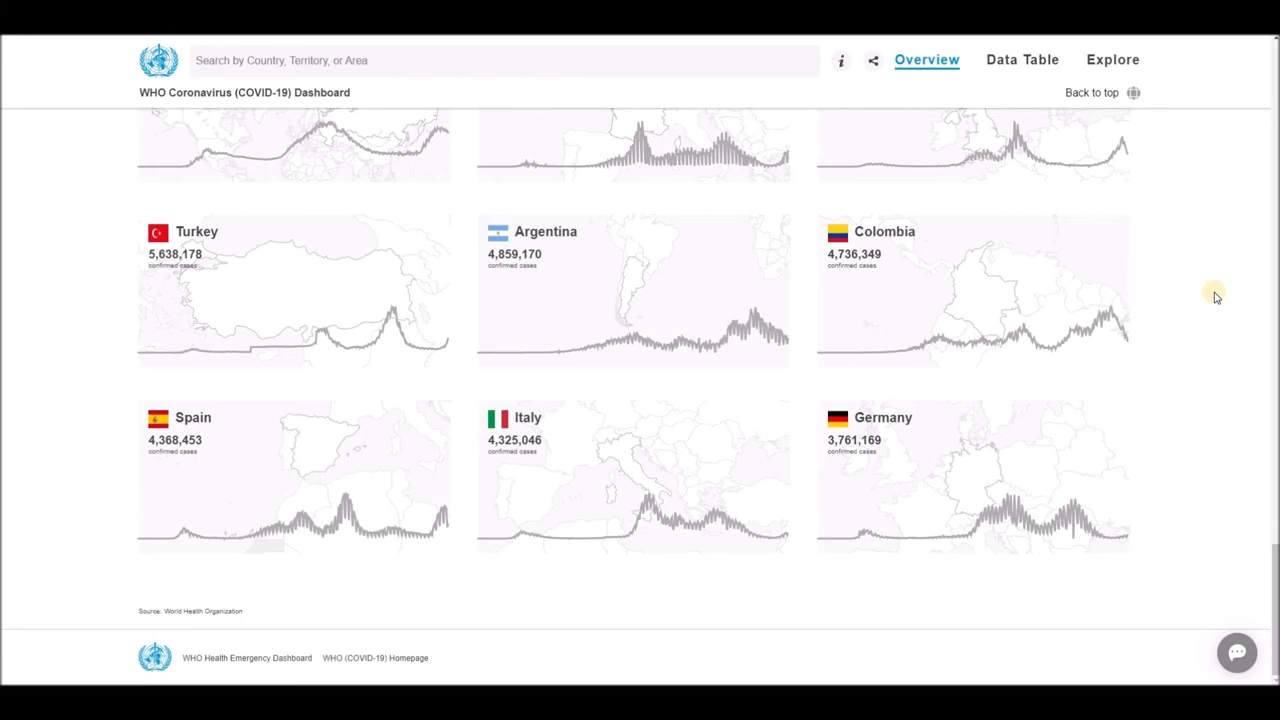 Search by Country, Territory, or Area
Overview
Data Table
Explore
WHO Coronavirus (COVID-19) Dashboard
Back to top
Turkey
5,638,178
confirmed cases
Argentina
4,859,170
confirmed cases
Colombia
4,736,349
confirmed cases
Spain
4,368,453
confirmed cases
Italy
4,325,046
confirmed cases
Germany
3,761,169
confirmed cases
Source: World Health Organization
WHO Health Emergency Dashboard
WHO (COVID-19) Homepage